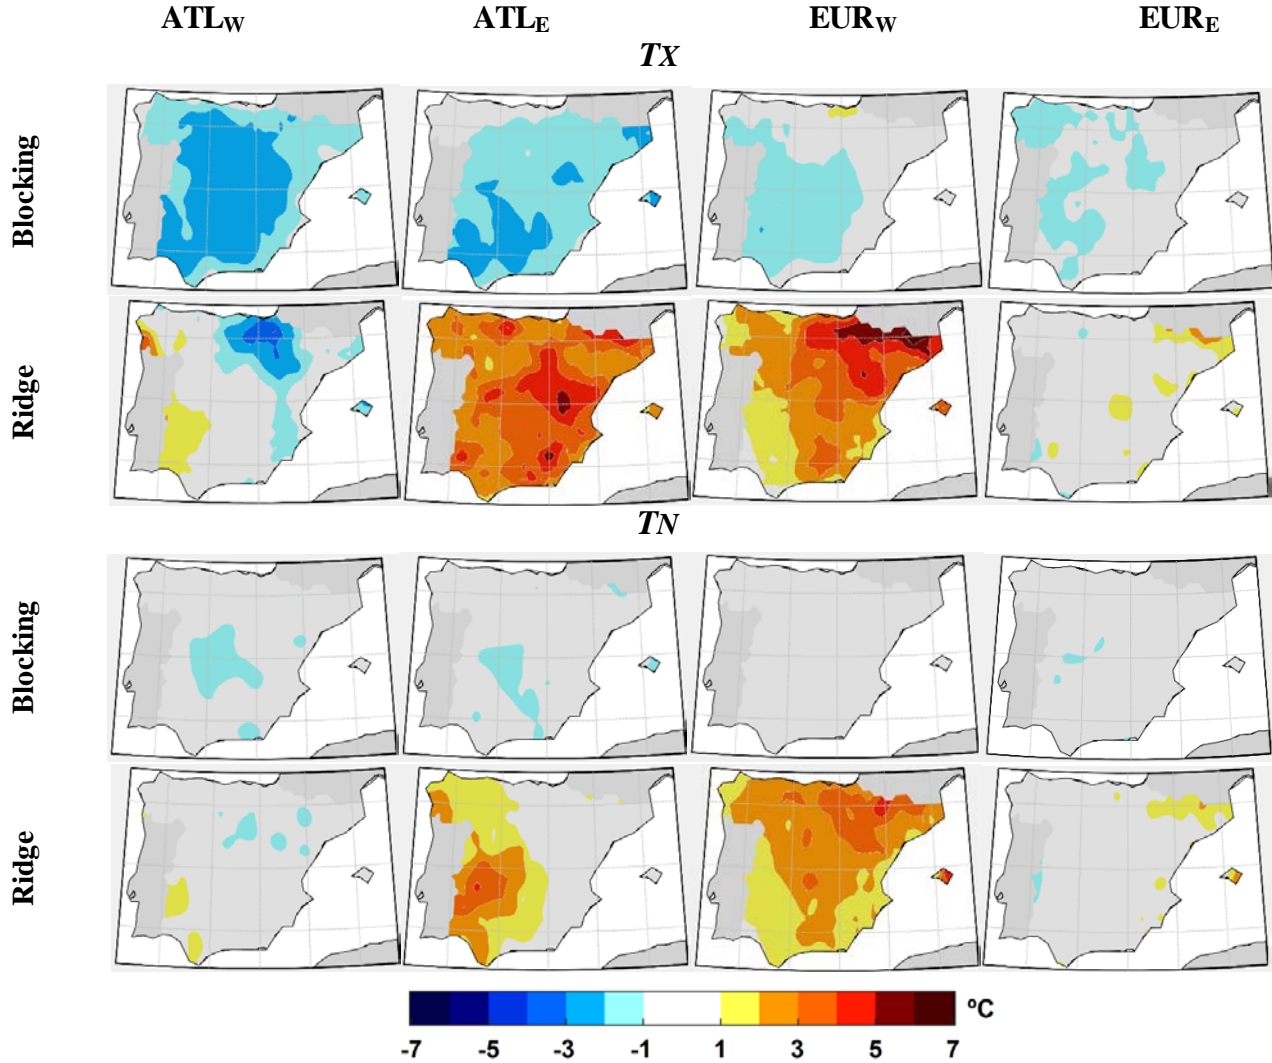 ATLW ATLE EURW EURE
TX
Blocking
Ridge
TN
Blocking
Ridge
ºC
-7 -5 -3 -1 1 3 5 7